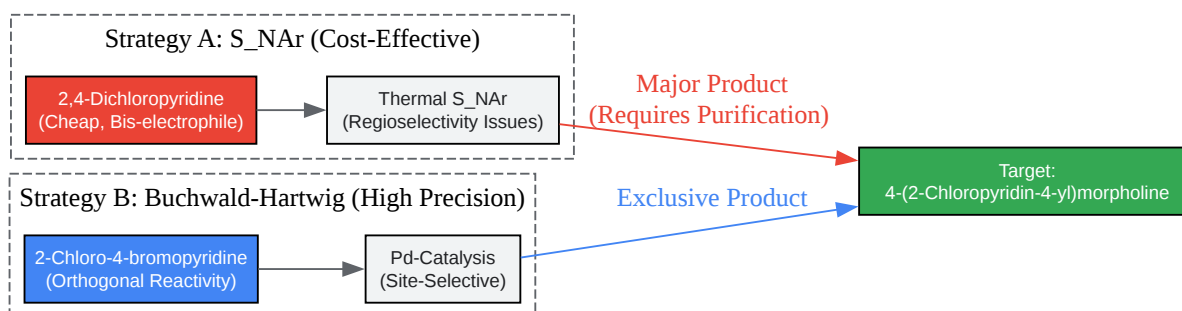 Strategy A: S_NAr (Cost-Effective)
2,4-Dichloropyridine
(Cheap, Bis-electrophile)
Thermal S_NAr
(Regioselectivity Issues)
Major Product
(Requires Purification)
Target:
4-(2-Chloropyridin-4-yl)morpholine
Strategy B: Buchwald-Hartwig (High Precision)
Exclusive Product
2-Chloro-4-bromopyridine
(Orthogonal Reactivity)
Pd-Catalysis
(Site-Selective)